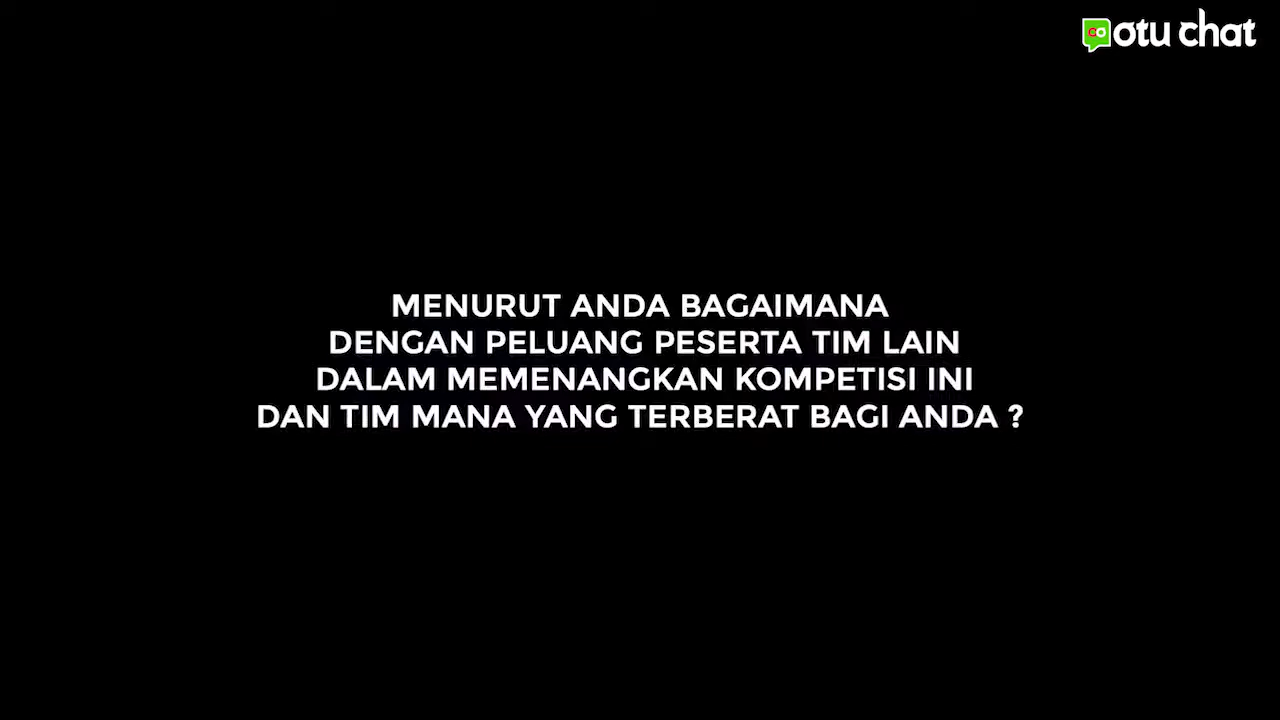 co otu chat
MENURUT ANDA BAGAIMANA
DENGAN PELUANG PESERTA TIM LAIN
DALAM MEMENANGKAN KOMPETISI INI
DAN TIM MANA YANG TERBERAT BAGI ANDA ?